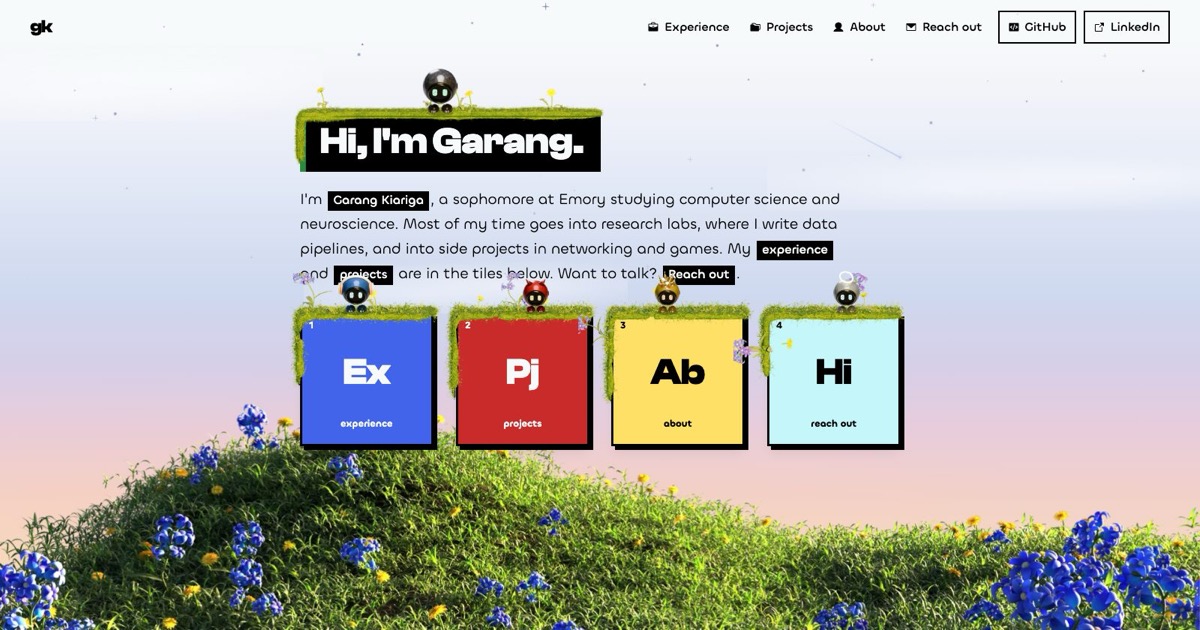 gk
Experience
Projects
About
Reach out
GitHub
LinkedIn
Hi, I'm Garang.
I'm Garang Kiariga, a sophomore at Emory studying computer science and
neuroscience. Most of my time goes into research labs, where I write data
pipelines, and into side projects in networking and games. My experience
and projects are in the tiles below. Want to talk? Reach out.
1
Ex
experience
2
Pj
projects
3
Ab
about
4
Hi
reach out